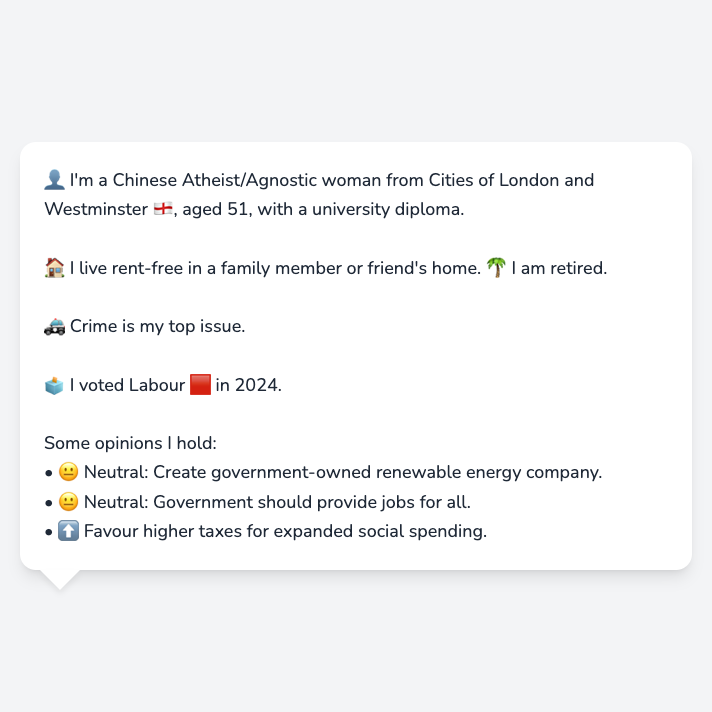 👤 I'm a Chinese Atheist/Agnostic woman from Cities of London and
Westminster 🏴󠁧󠁢󠁥󠁮󠁧󠁿, aged 51, with a university diploma.
🏠 I live rent-free in a family member or friend's home. 🌴 I am retired.
🚓 Crime is my top issue.
🗳️ I voted Labour 🟥 in 2024.
Some opinions I hold:
• 😐 Neutral: Create government-owned renewable energy company.
• 😐 Neutral: Government should provide jobs for all.
• ⬆️ Favour higher taxes for expanded social spending.